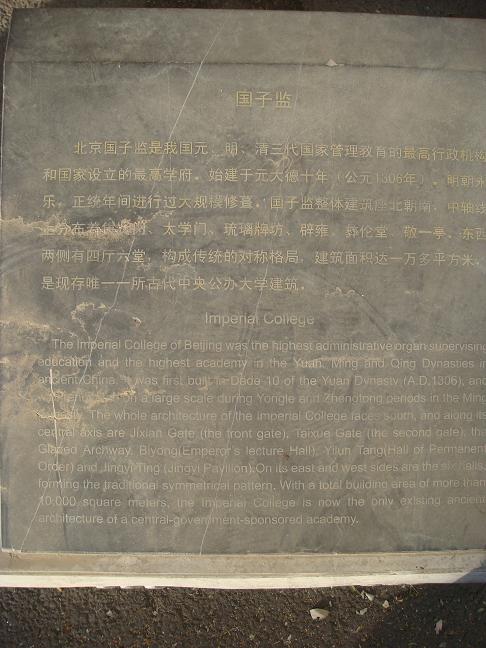 国子监
北京国子监是我国元、明、清三代国家管理教育的最高行政机构
和国家设立的最高学府。始建于元大德十年（公元1306年）。明朝永
乐、正统年间进行过大规模修葺。国子监整体建筑座北朝南，中轴线
上分布着集贤门、太学门、琉璃牌坊、辟雍、彝伦堂、敬一亭。东西
两侧有四厅六堂，构成传统的对称格局。建筑面积达一万多平方米。
是现存唯一一所古代中央公办大学建筑。
Imperial College
The Imperial College of Beijing was the highest administrative organ supervising
education and the highest academy in the Yuan, Ming and Qing Dynasties in
ancient China. It was first built in Dade 10 of the Yuan Dynasty (A.D.1306), and
on a large scale during Yongle and Zhengtong periods in the Ming
The whole architecture of the Imperial College faces south, and along its
central axis are Jixian Gate (the front gate), Taixue Gate (the second gate), the
Glazed Archway, Biyong(Emperor's lecture Hall), Yilun Tang(Hall of Permanent
Order) and Jingyi Ting (Jingyi Pavilion).On its east and west sides are the six halls,
forming the traditional symmetrical pattern. With a total building area of more than
10,000 square meters, the Imperial College is now the only existing ancient
architecture of a central-government-sponsored academy.